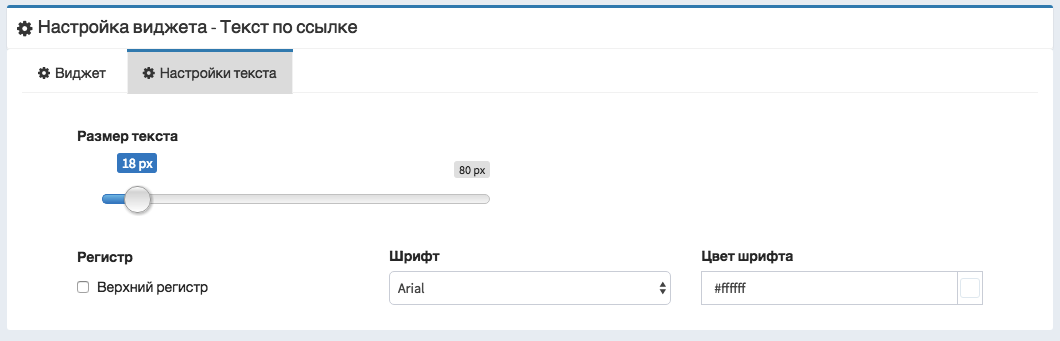 Настройка виджета - Текст по ссылке
Виджет
Настройки текста
Размер текста
18 px
80 px
Регистр
Верхний регистр
Шрифт
Arial
Цвет шрифта
#ffffff